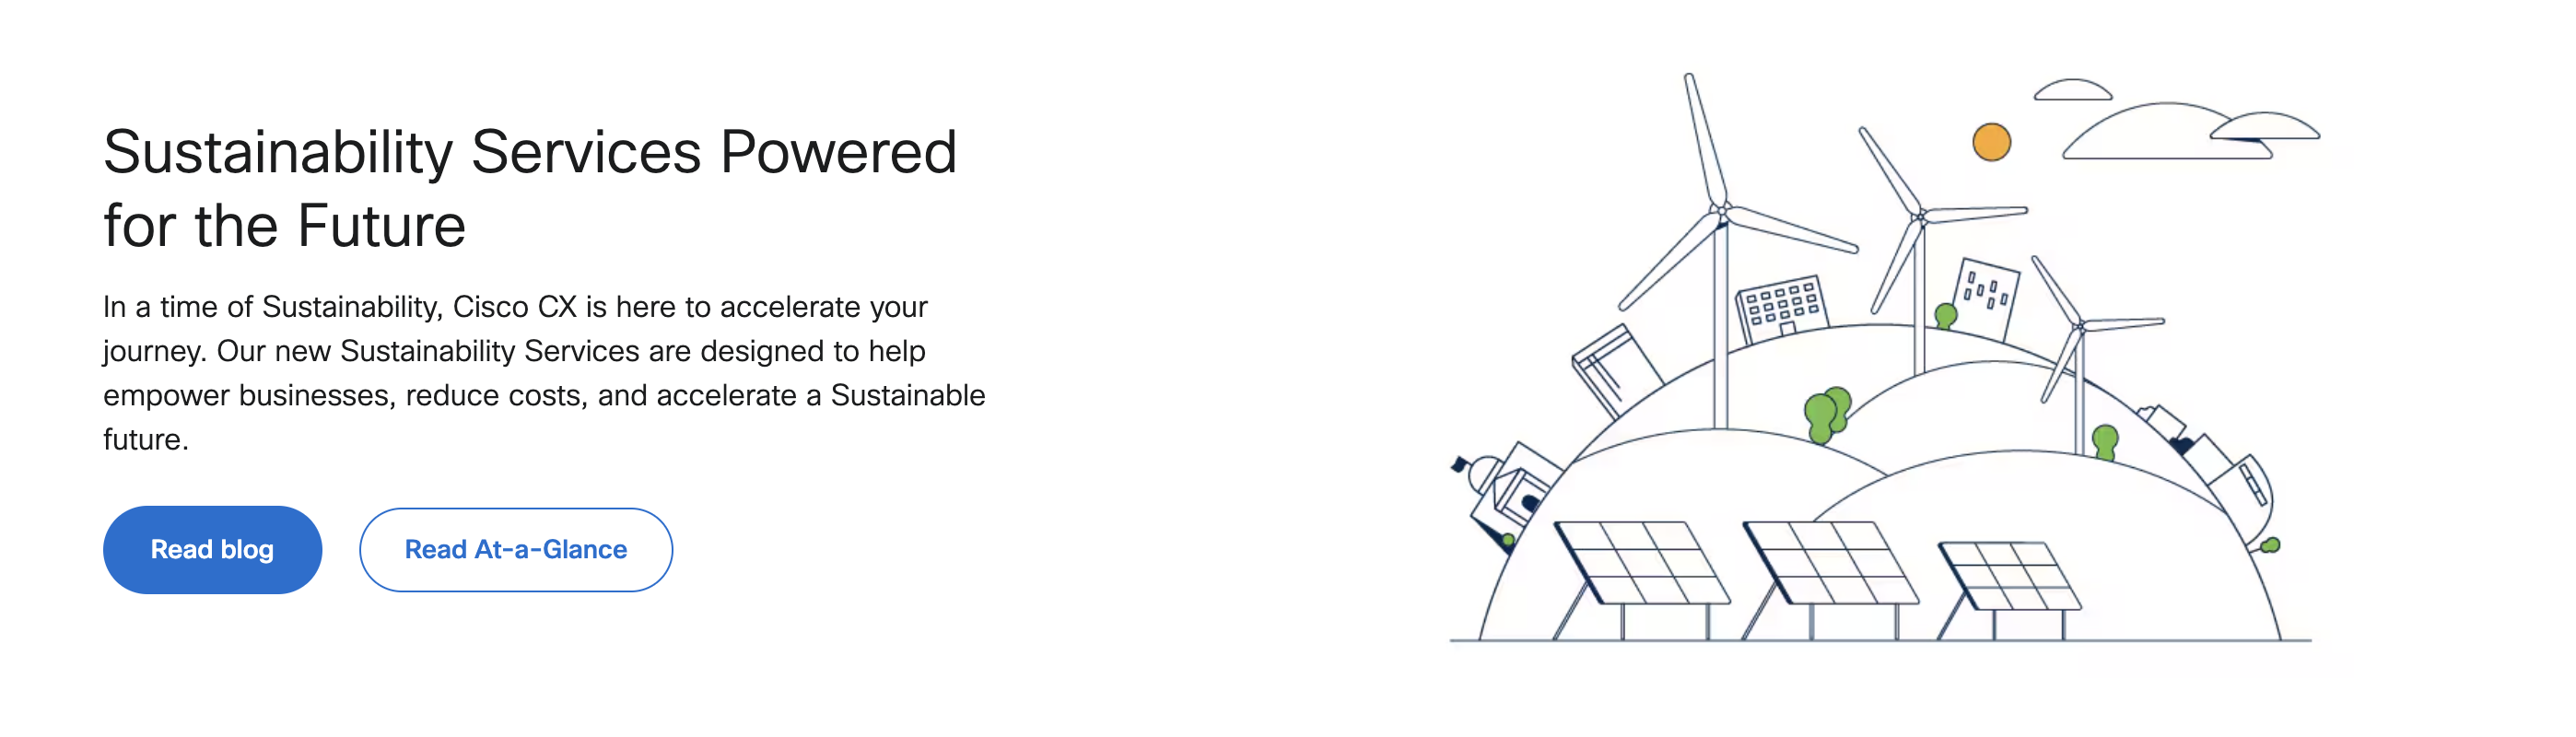 Sustainability Services Powered
for the Future
In a time of Sustainability, Cisco CX is here to accelerate your
journey. Our new Sustainability Services are designed to help
empower businesses, reduce costs, and accelerate a Sustainable
future.
Read blog
Read At-a-Glance